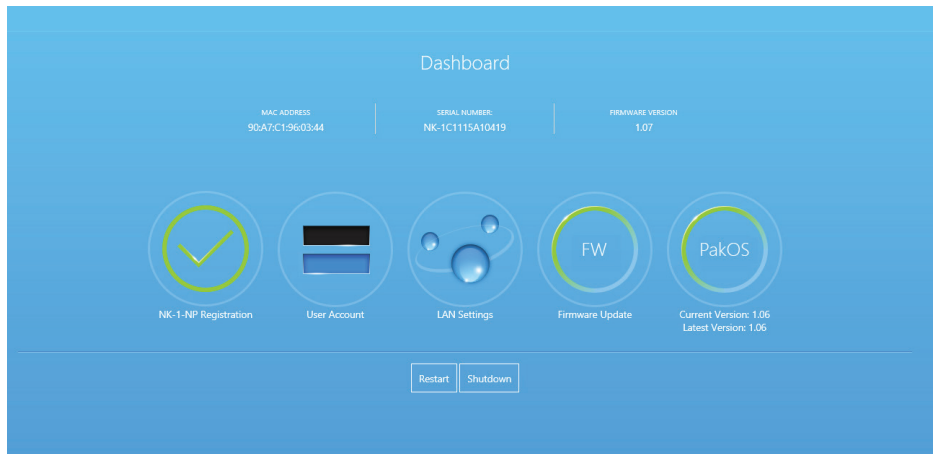 Dashboard
MAC ADDRESS
90:A7:C1:96:03:44
SERIAL NUMBER:
NK-1C1115A10419
FIRMWARE VERSION
1.07
FW
PakOS
NK-1-NP Registration
User Account
LAN Settings
Firmware Update
Current Version: 1.06
Latest Version: 1.06
Restart
Shutdown